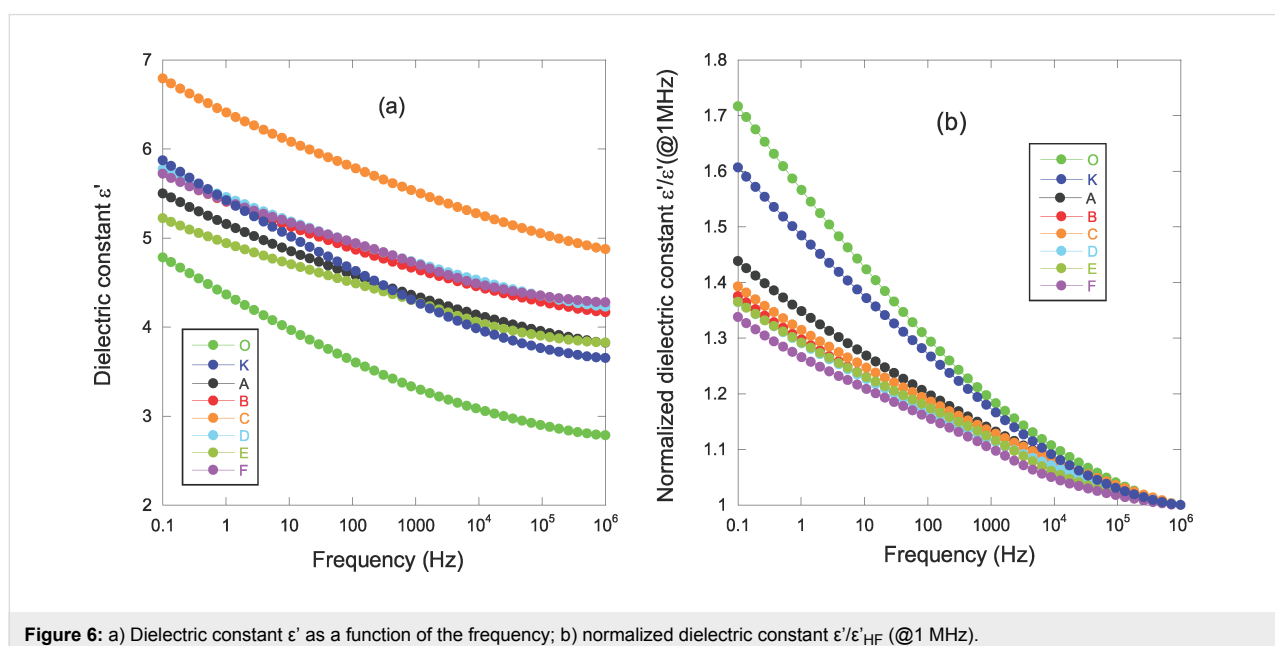 (a)
7
6
5
4
3
2
Dielectric constant ε'
O
K
A
B
C
D
E
F
0.1 1 10 100 1000 10⁴ 10⁵ 10⁶
Frequency (Hz)
(b)
1.8
1.7
1.6
1.5
1.4
1.3
1.2
1.1
1
Normalized dielectric constant ε'/ε'(@1MHz)
O
K
A
B
C
D
E
F
0.1 1 10 100 1000 10⁴ 10⁵ 10⁶
Frequency (Hz)
Figure 6: a) Dielectric constant ε’ as a function of the frequency; b) normalized dielectric constant ε’/ε’HF (@1 MHz).